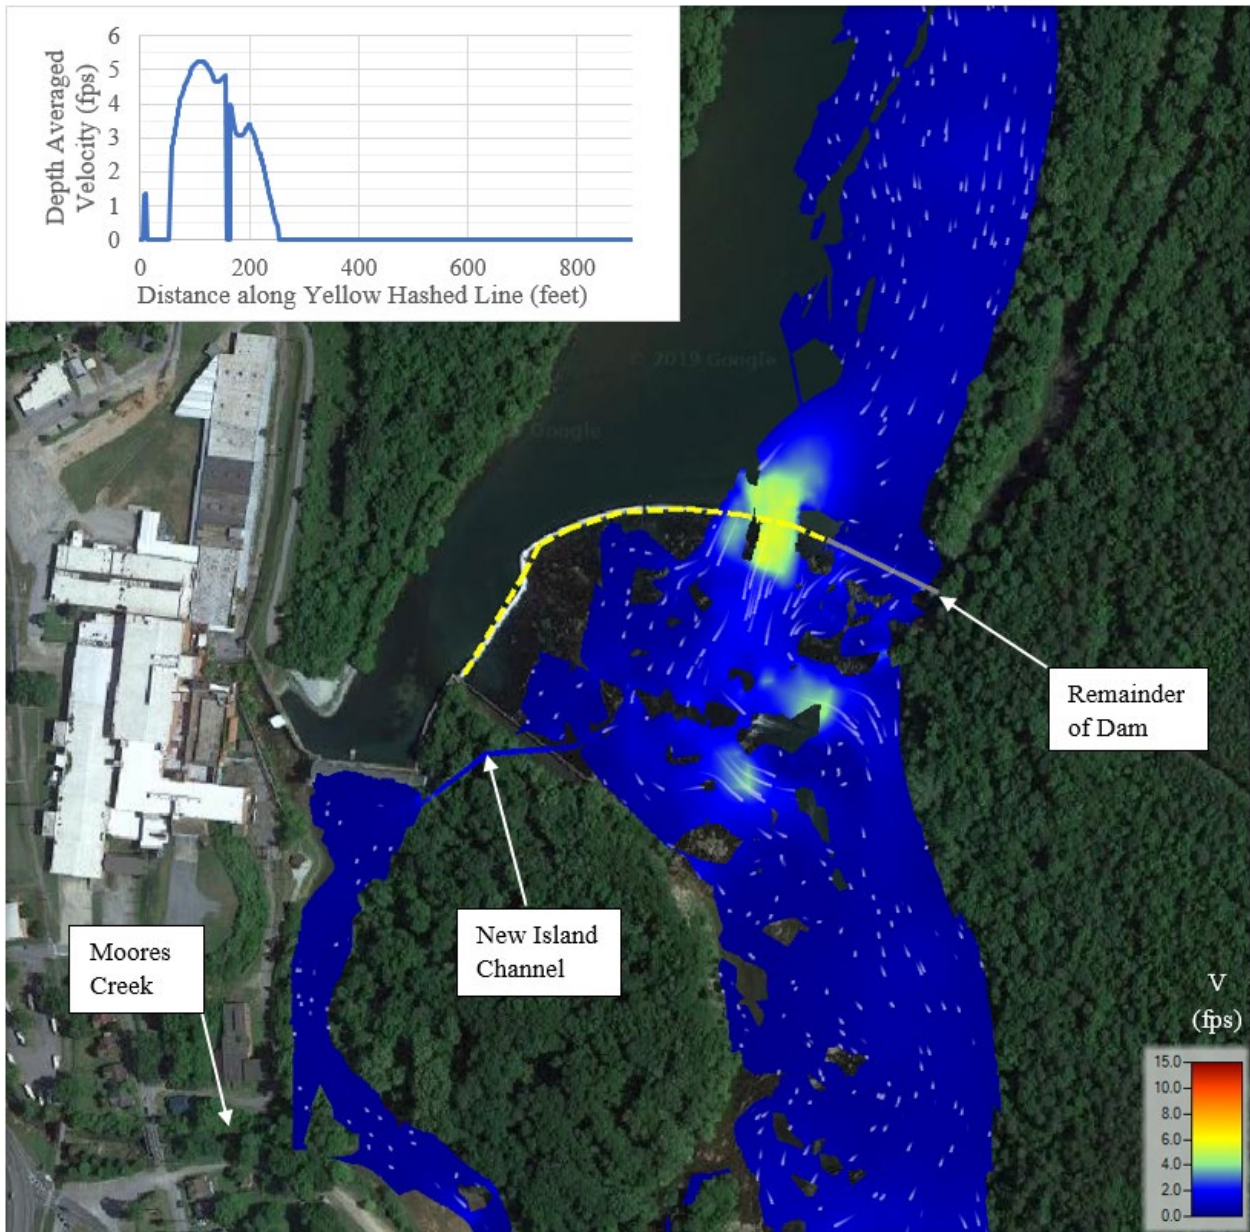 6
5
4
3
2
1
0
Depth Averaged
Velocity (fps)
0 200 400 600 800
Distance along Yellow Hashed Line (feet)
© 2019 Google
Google
Remainder
of Dam
New Island
Channel
Moores
Creek
V
(fps)
15.0
10.0
8.0
6.0
4.0
2.0
0.0